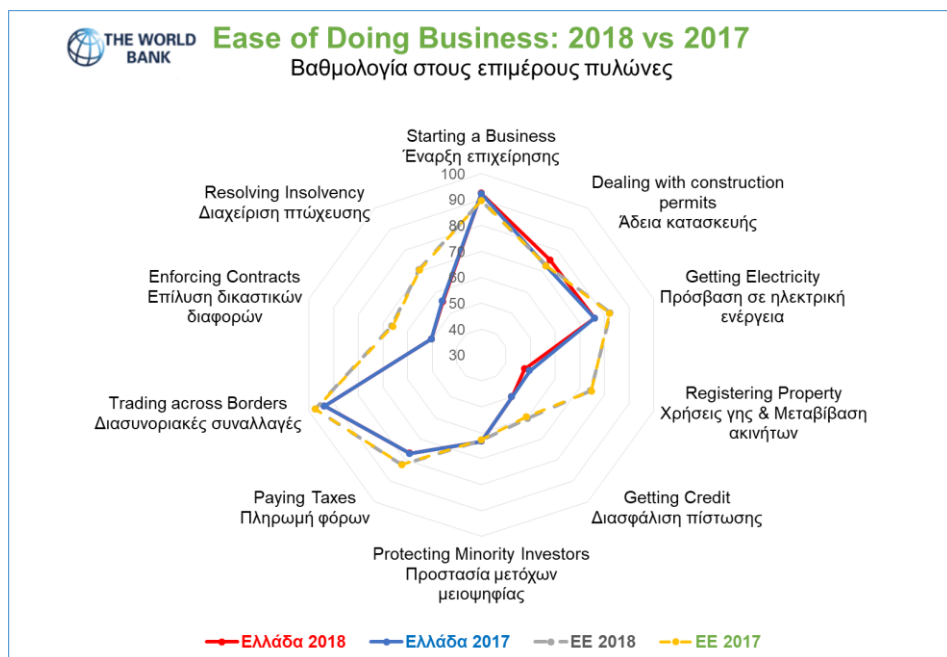 THE WORLD
BANK
Ease of Doing Business: 2018 vs 2017
Βαθμολογία στους επιμέρους πυλώνες
Starting a Business
Έναρξη επιχείρησης
Dealing with construction
permits
Άδεια κατασκευής
Getting Electricity
Πρόσβαση σε ηλεκτρική
ενέργεια
Registering Property
Χρήσεις γης & Μεταβίβαση
ακινήτων
Getting Credit
Διασφάλιση πίστωσης
Protecting Minority Investors
Προστασία μετόχων
μειοψηφίας
Paying Taxes
Πληρωμή φόρων
Trading across Borders
Διασυνοριακές συναλλαγές
Enforcing Contracts
Επίλυση δικαστικών
διαφορών
Resolving Insolvency
Διαχείριση πτώχευσης
100
90
80
70
60
50
40
30
Ελλάδα 2018
Ελλάδα 2017
ΕΕ 2018
ΕΕ 2017